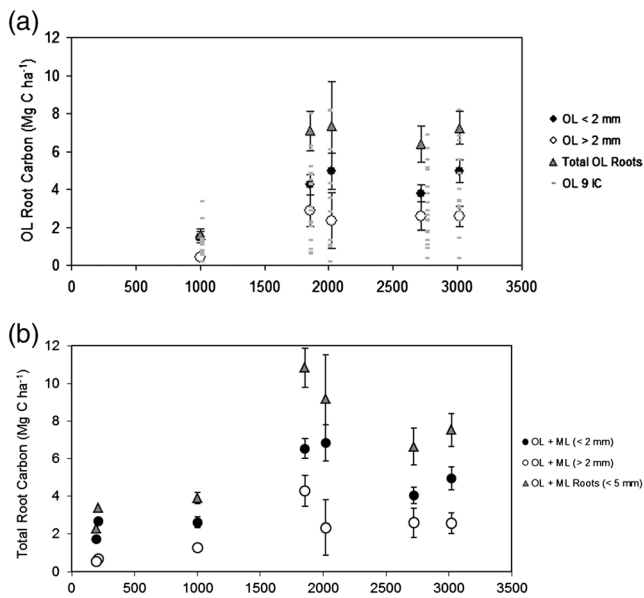 (a)
OL Root Carbon (Mg C ha⁻¹)
12
10
8
6
4
2
0
0 500 1000 1500 2000 2500 3000 3500
OL < 2 mm
OL > 2 mm
Total OL Roots
OL 9 IC
(b)
Total Root Carbon (Mg C ha⁻¹)
12
10
8
6
4
2
0
0 500 1000 1500 2000 2500 3000 3500
OL + ML (< 2 mm)
OL + ML (> 2 mm)
OL + ML Roots (< 5 mm)